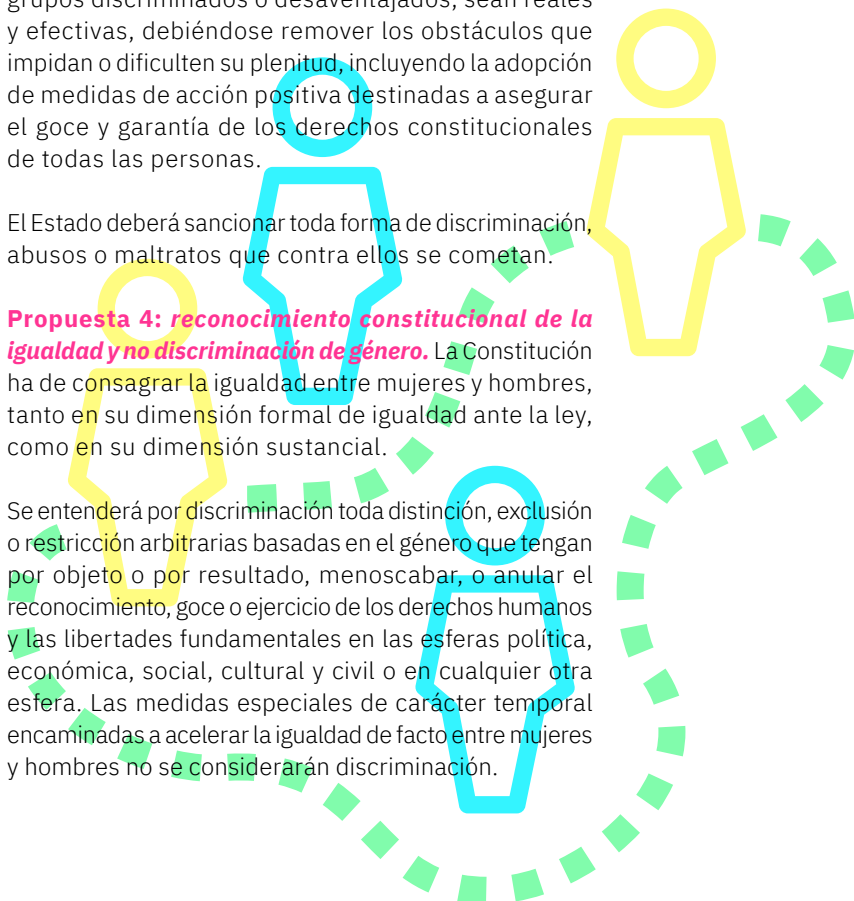 grupos discriminados o desaventajados, sean reales
y efectivas, debiéndose remover los obstáculos que
impidan o dificulten su plenitud, incluyendo la adopción
de medidas de acción positiva destinadas a asegurar
el goce y garantía de los derechos constitucionales
de todas las personas.
El Estado deberá sancionar toda forma de discriminación,
abusos o maltratos que contra ellos se cometan.
Propuesta 4: reconocimiento constitucional de la
igualdad y no discriminación de género. La Constitución
ha de consagrar la igualdad entre mujeres y hombres,
tanto en su dimensión formal de igualdad ante la ley,
como en su dimensión sustancial.
Se entenderá por discriminación toda distinción, exclusión
o restricción arbitrarias basadas en el género que tengan
por objeto o por resultado, menoscabar, o anular el
reconocimiento, goce o ejercicio de los derechos humanos
y las libertades fundamentales en las esferas política,
económica, social, cultural y civil o en cualquier otra
esfera. Las medidas especiales de carácter temporal
encaminadas a acelerar la igualdad de facto entre mujeres
y hombres no se considerarán discriminación.